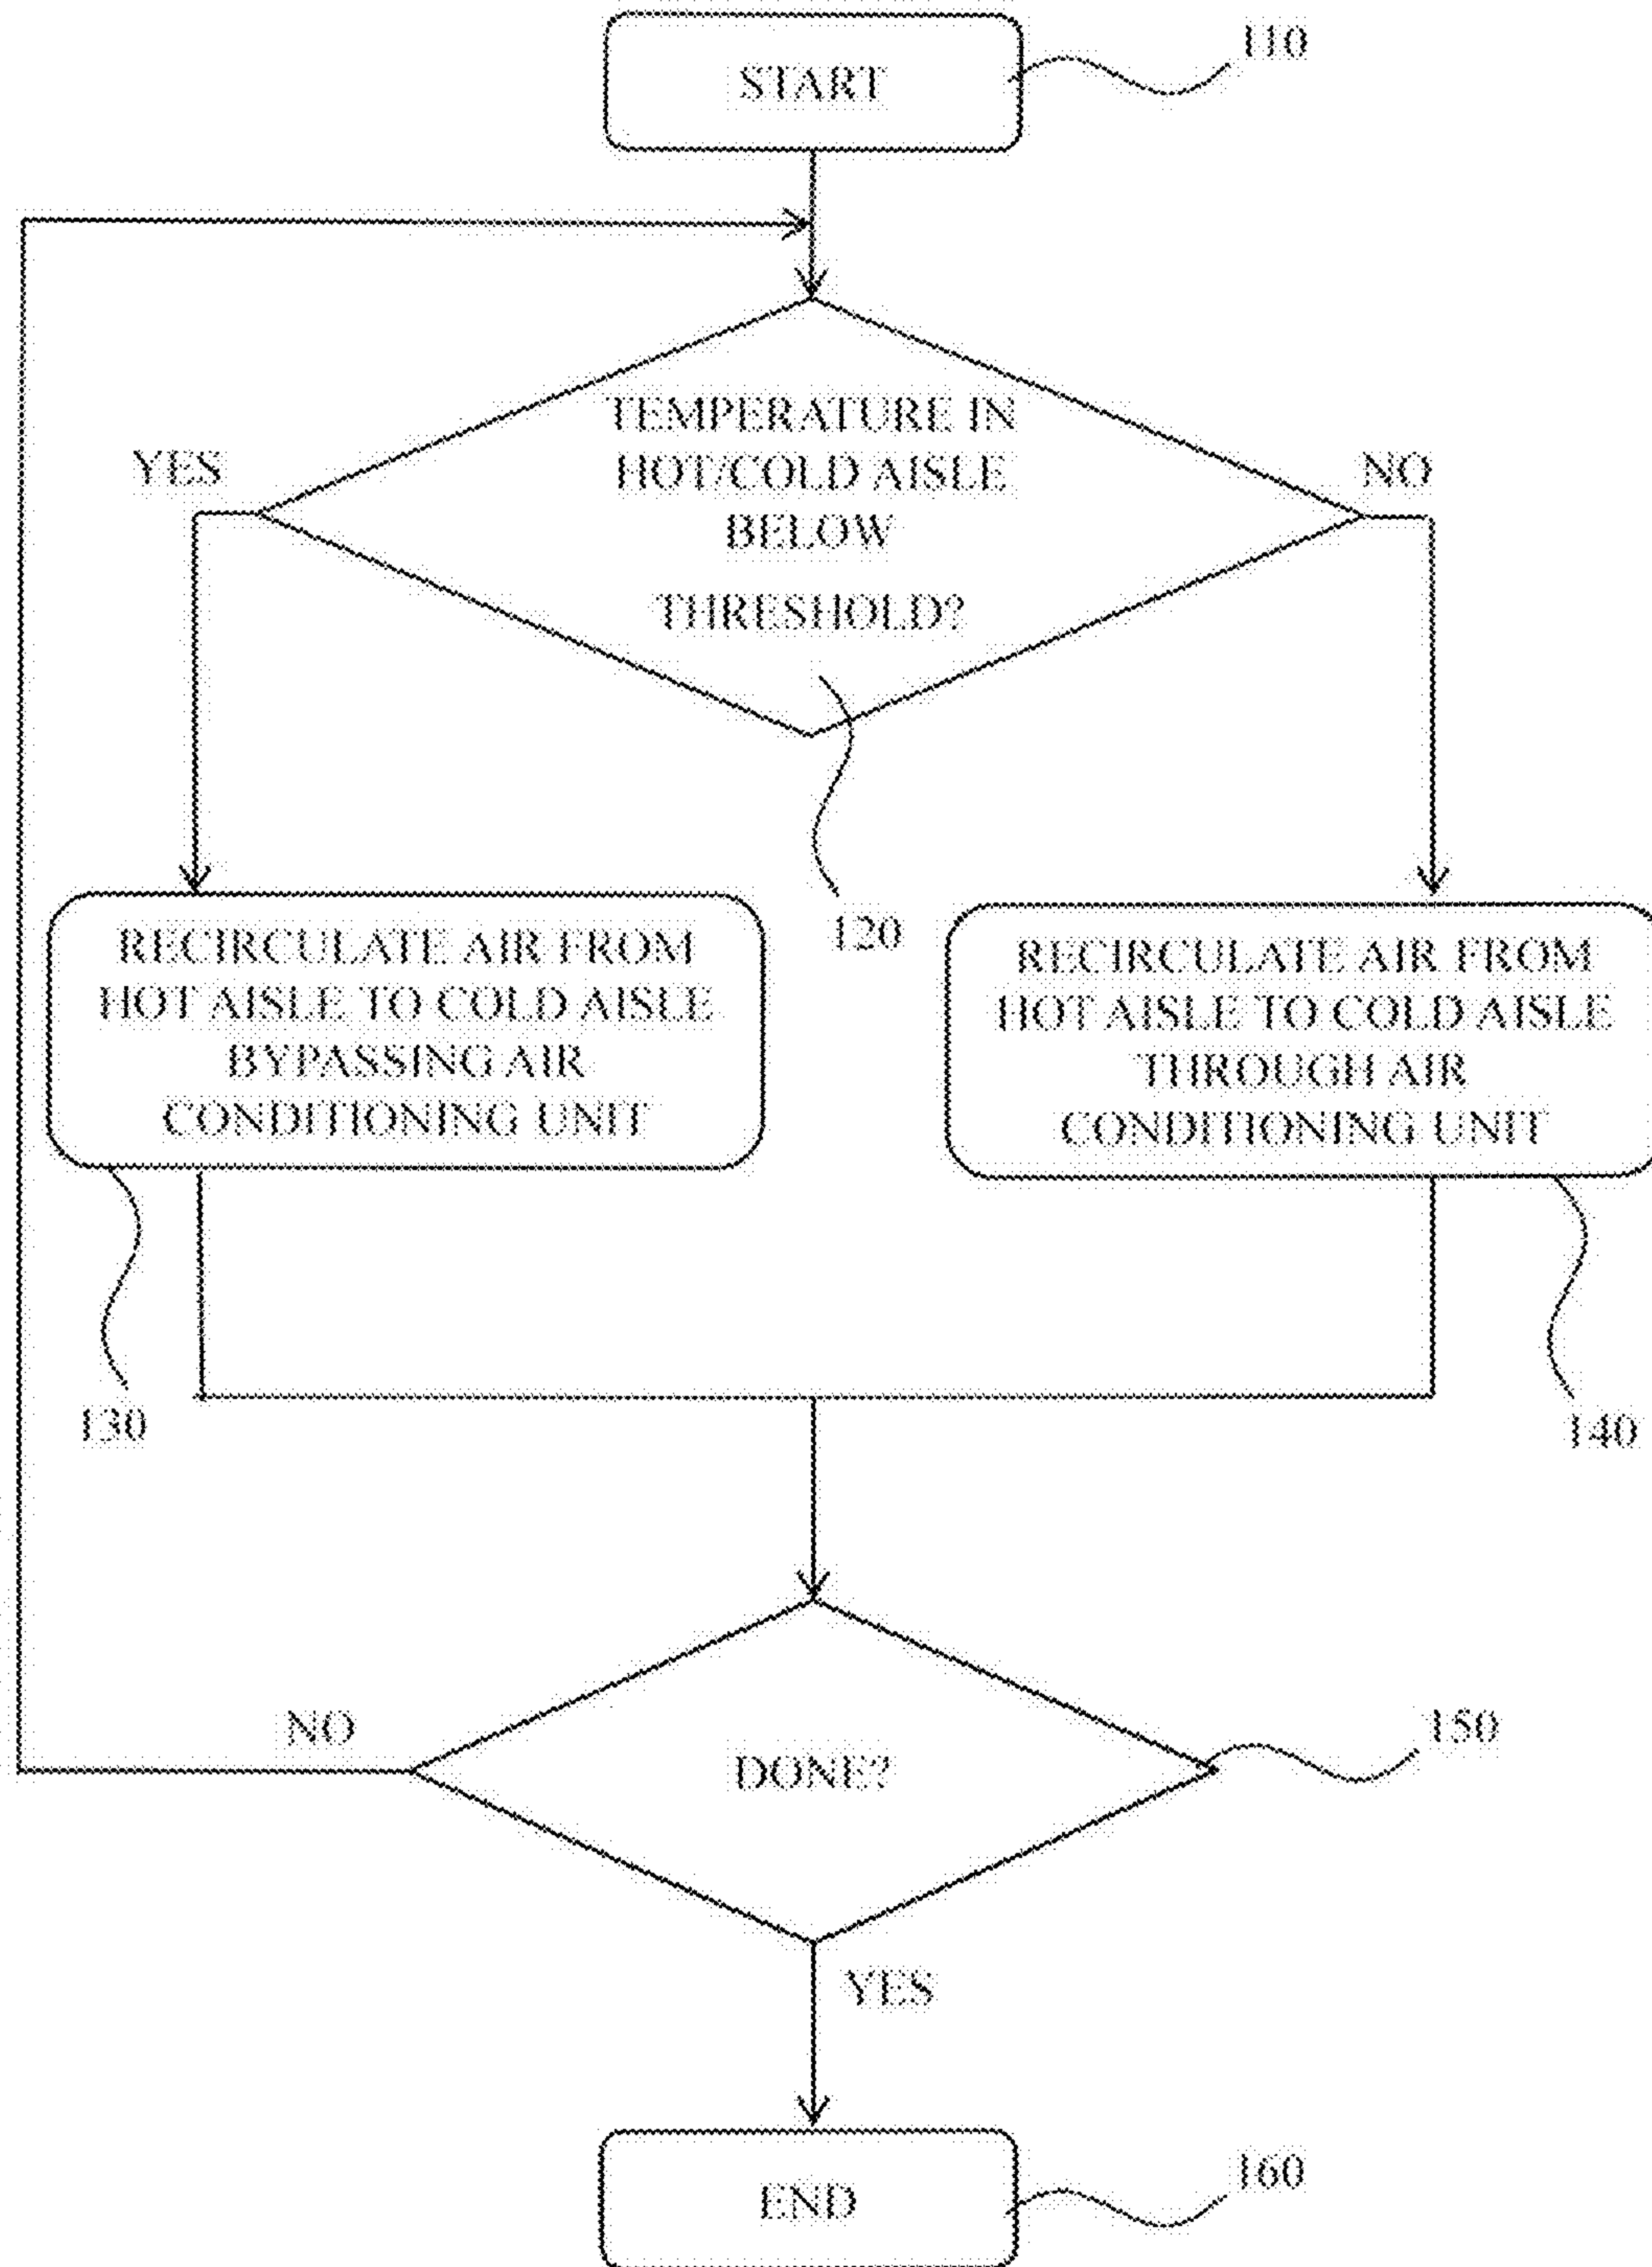 110
START
TEMPERATURE IN
HOT/COLD AISLE
BELOW
THRESHOLD?
YES
NO
120
RECIRCULATE AIR FROM
HOT AISLE TO COLD AISLE
BYPASSING AIR
CONDITIONING UNIT
RECIRCULATE AIR FROM
HOT AISLE TO COLD AISLE
THROUGH AIR
CONDITIONING UNIT
130
140
NO
DONE?
150
YES
END
160